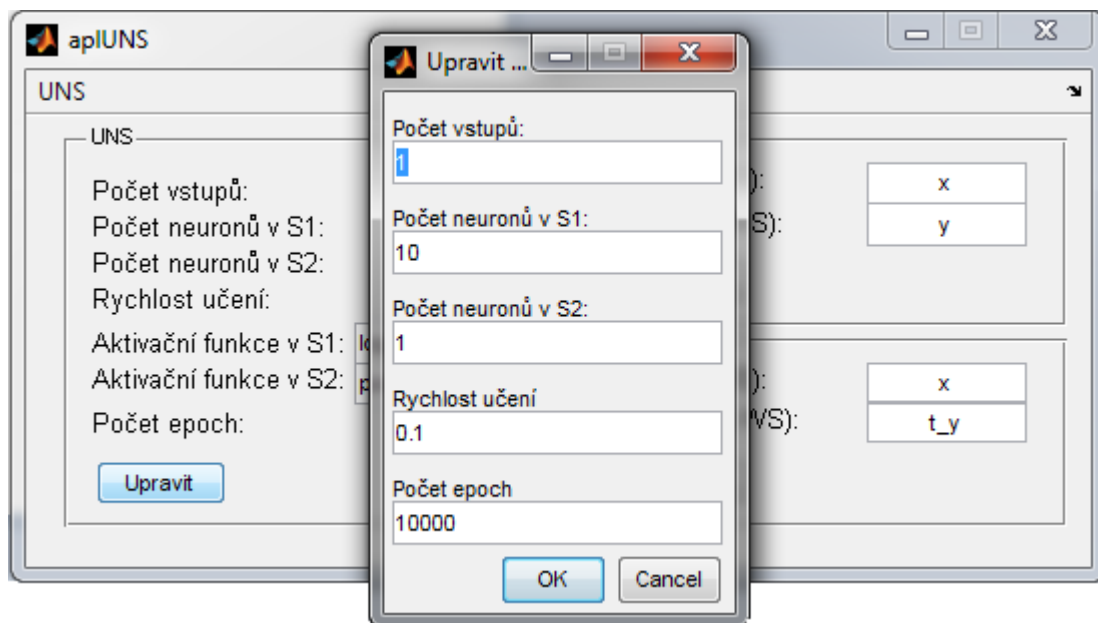 aplUNS
UNS
UNS
Počet vstupů:
Počet neuronů v S1:
Počet neuronů v S2:
Rychlost učení:
Aktivační funkce v S1:
Aktivační funkce v S2:
Počet epoch:
Upravit
Upravit ...
Počet vstupů:
1
Počet neuronů v S1:
10
Počet neuronů v S2:
1
Rychlost učení
0.1
Počet epoch
10000
OK Cancel
): x
S): y
): x
VS): t_y